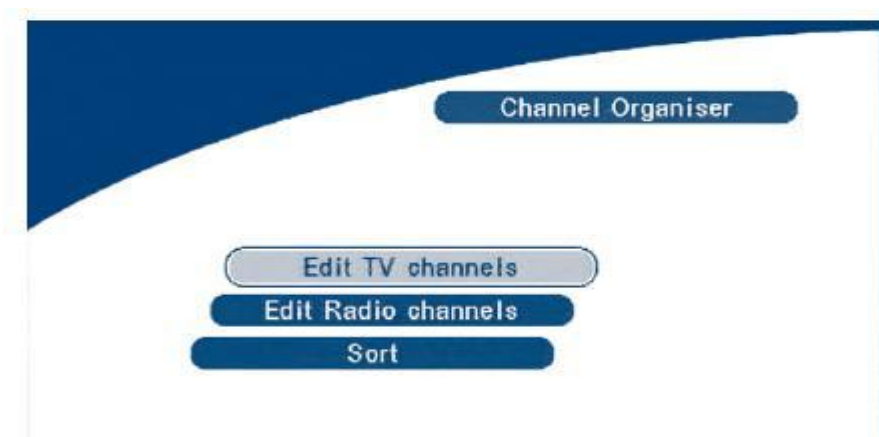 Channel Organiser
Edit TV channels
Edit Radio channels
Sort